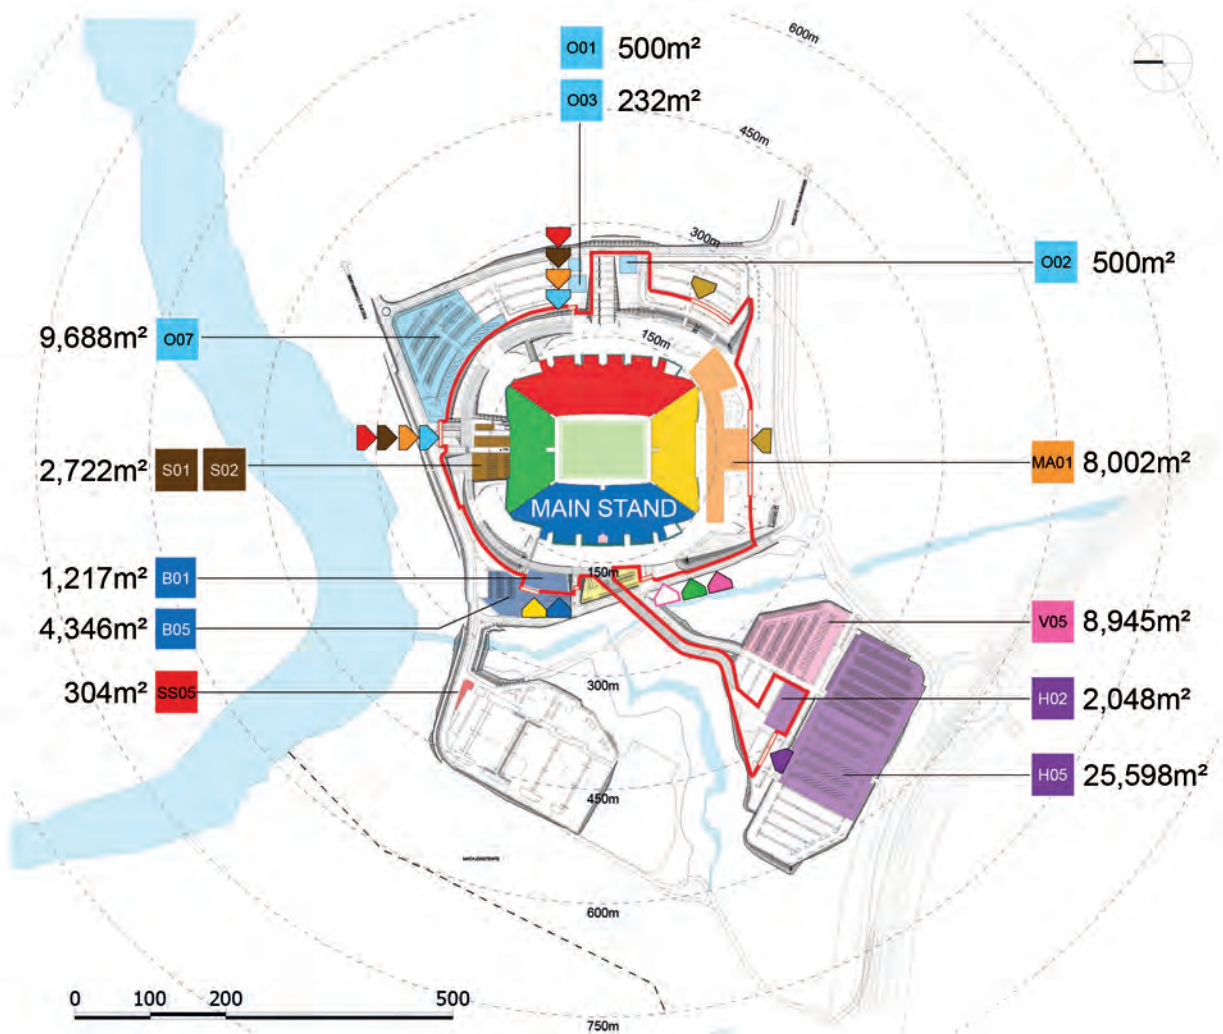 600m
O01 500m²
O03 232m²
450m
300m
O02 500m²
9,688m² O07
150m
2,722m² S01 S02
MA01 8,002m²
MAIN STAND
1,217m² B01
150m
4,346m² B05
V05 8,945m²
304m² SS05
300m
H02 2,048m²
H05 25,598m²
450m
600m
0 100 200 500
750m